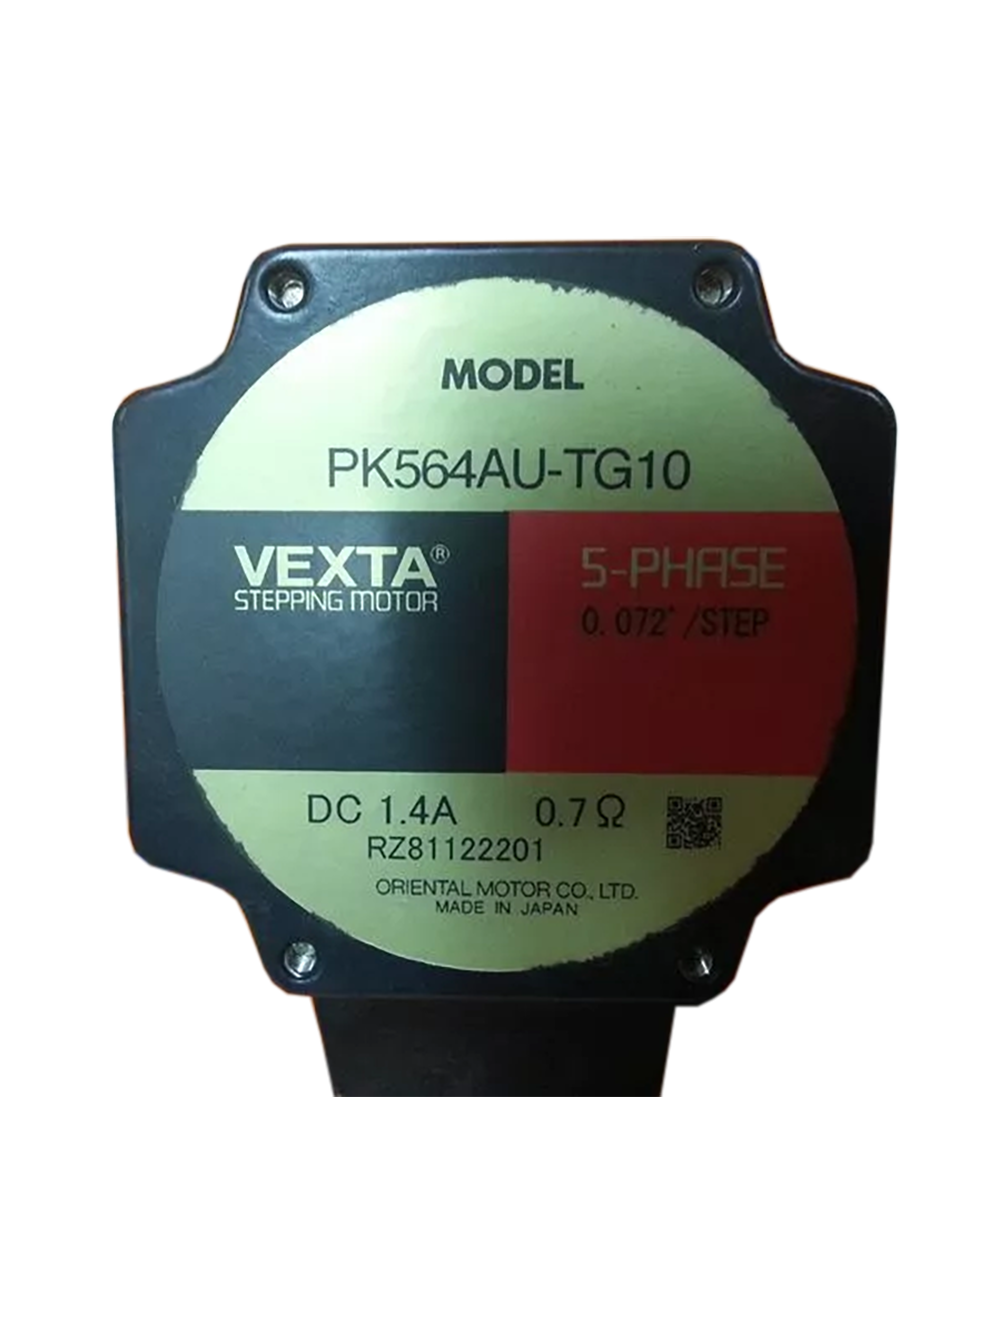 MODEL
PK564AU-TG10
VEXTA®
STEPPING MOTOR
5-PHASE
0.072°/STEP
DC 1.4A 0.7Ω
RZ81122201
ORIENTAL MOTOR CO., LTD.
MADE IN JAPAN